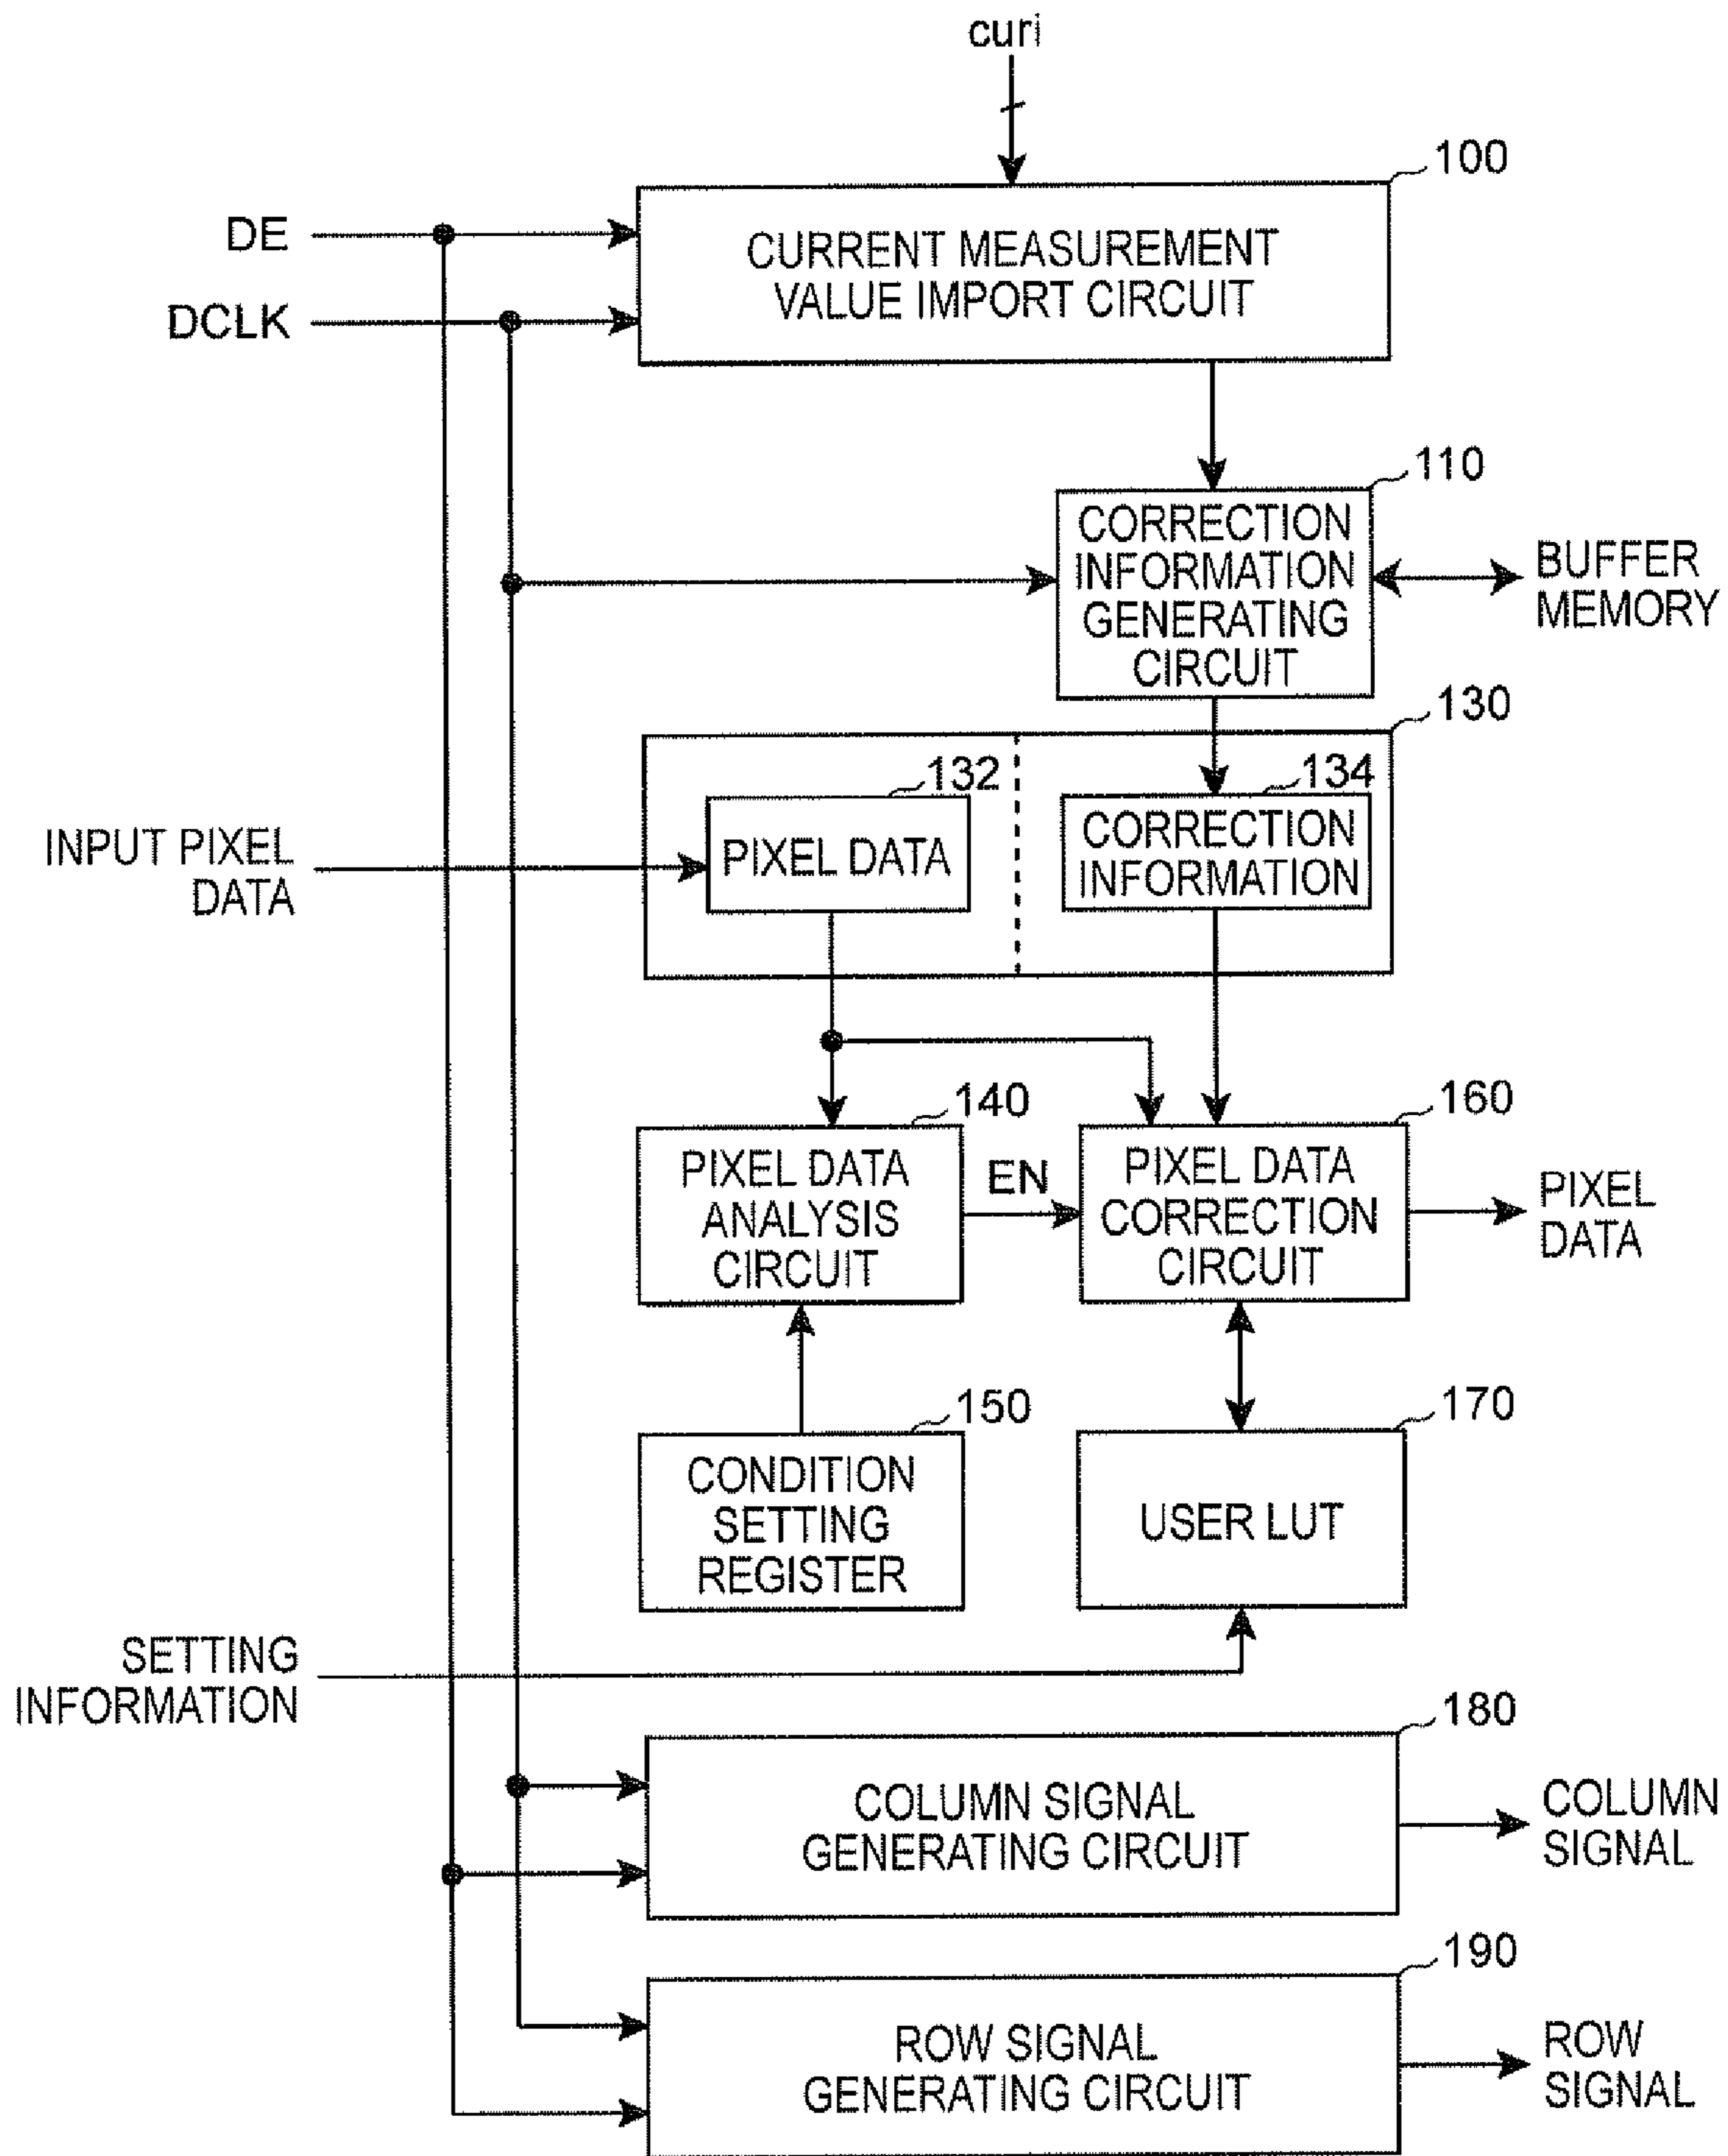 curi
100
DE
CURRENT MEASUREMENT
VALUE IMPORT CIRCUIT
DCLK
110
CORRECTION
INFORMATION
GENERATING
CIRCUIT
BUFFER
MEMORY
130
132
134
INPUT PIXEL
DATA
PIXEL DATA
CORRECTION
INFORMATION
140
160
PIXEL DATA
ANALYSIS
CIRCUIT
EN
PIXEL DATA
CORRECTION
CIRCUIT
PIXEL
DATA
150
170
CONDITION
SETTING
REGISTER
USER LUT
SETTING
INFORMATION
180
COLUMN SIGNAL
GENERATING CIRCUIT
COLUMN
SIGNAL
190
ROW SIGNAL
GENERATING CIRCUIT
ROW
SIGNAL